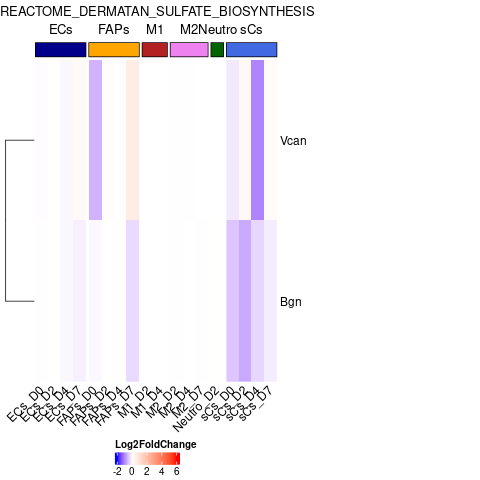 REACTOME_DERMATAN_SULFATE_BIOSYNTHESIS
ECs FAPs M1 M2 Neutro sCs
Vcan
Bgn
ECs_D0 ECs_D2 ECs_D4 ECs_D7 FAPs_D0 FAPs_D2 FAPs_D4 FAPs_D7 M1_D2 M1_D4 M2_D2 M2_D4 M2_D7 Neutro_D2 sCs_D0 sCs_D2 sCs_D4 sCs_D7
Log2FoldChange
-2 0 2 4 6